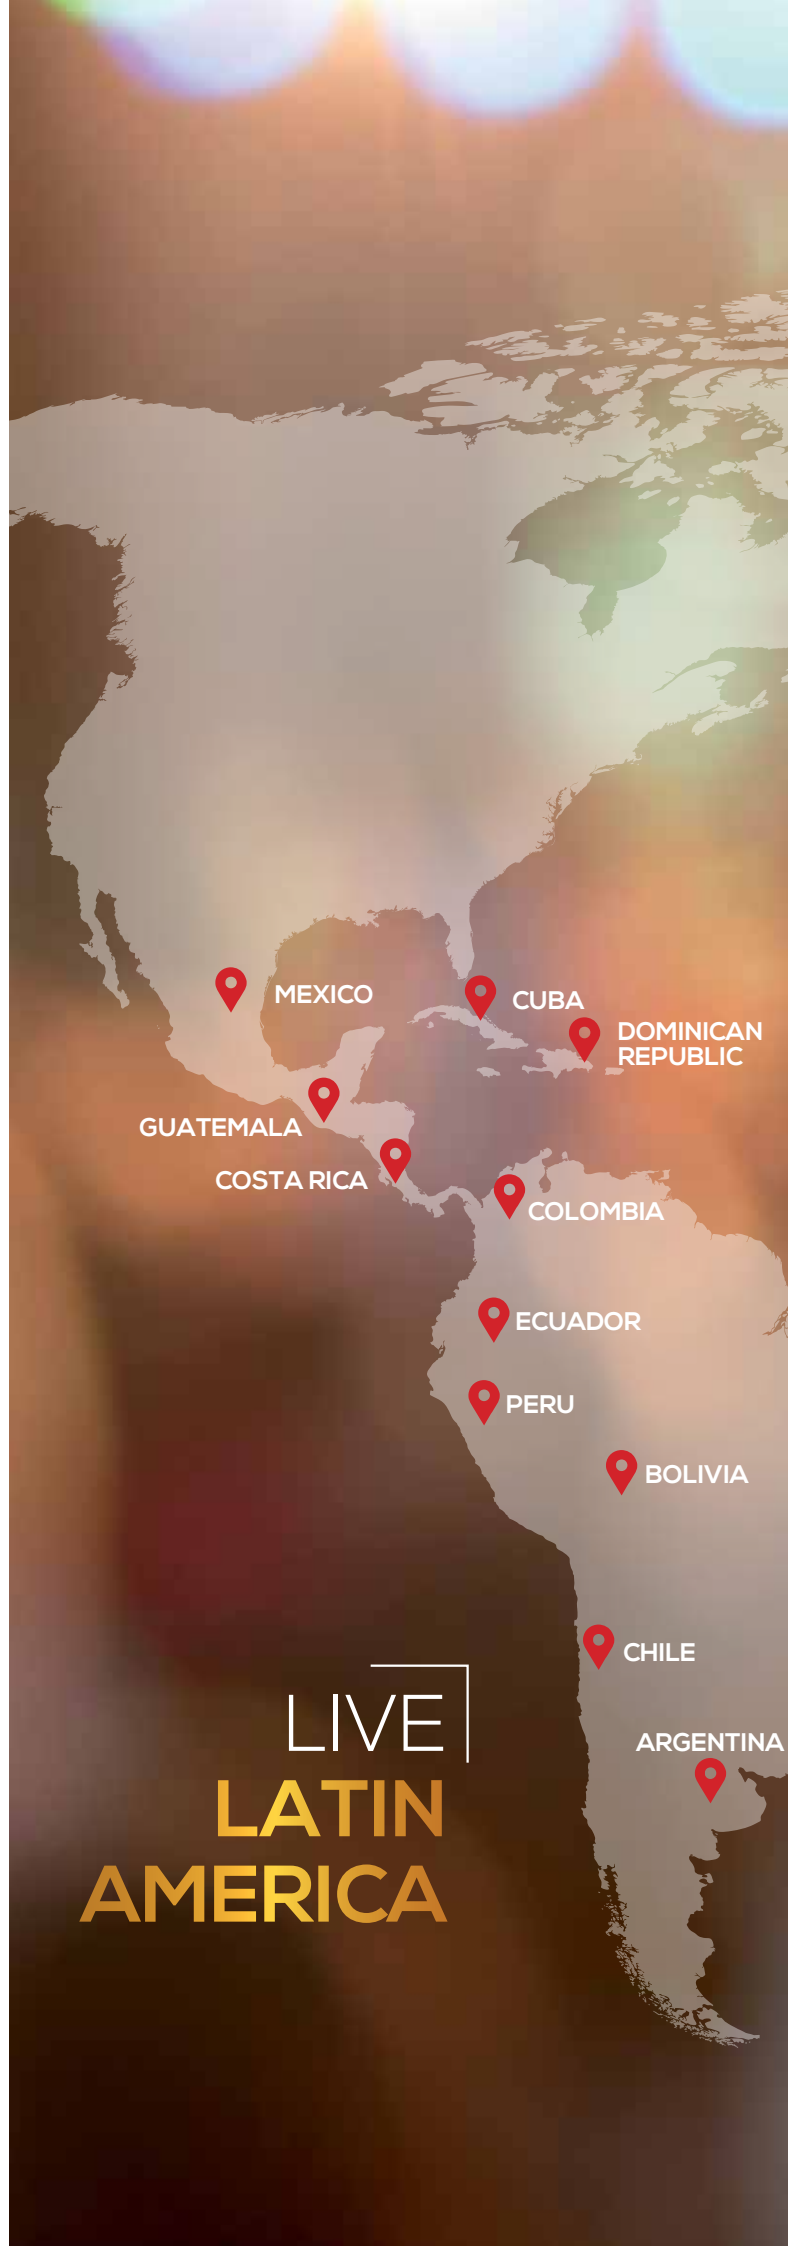 MEXICO
CUBA
DOMINICAN
REPUBLIC
GUATEMALA
COSTA RICA
COLOMBIA
ECUADOR
PERU
BOLIVIA
CHILE
LIVE
ARGENTINA
LATIN
AMERICA